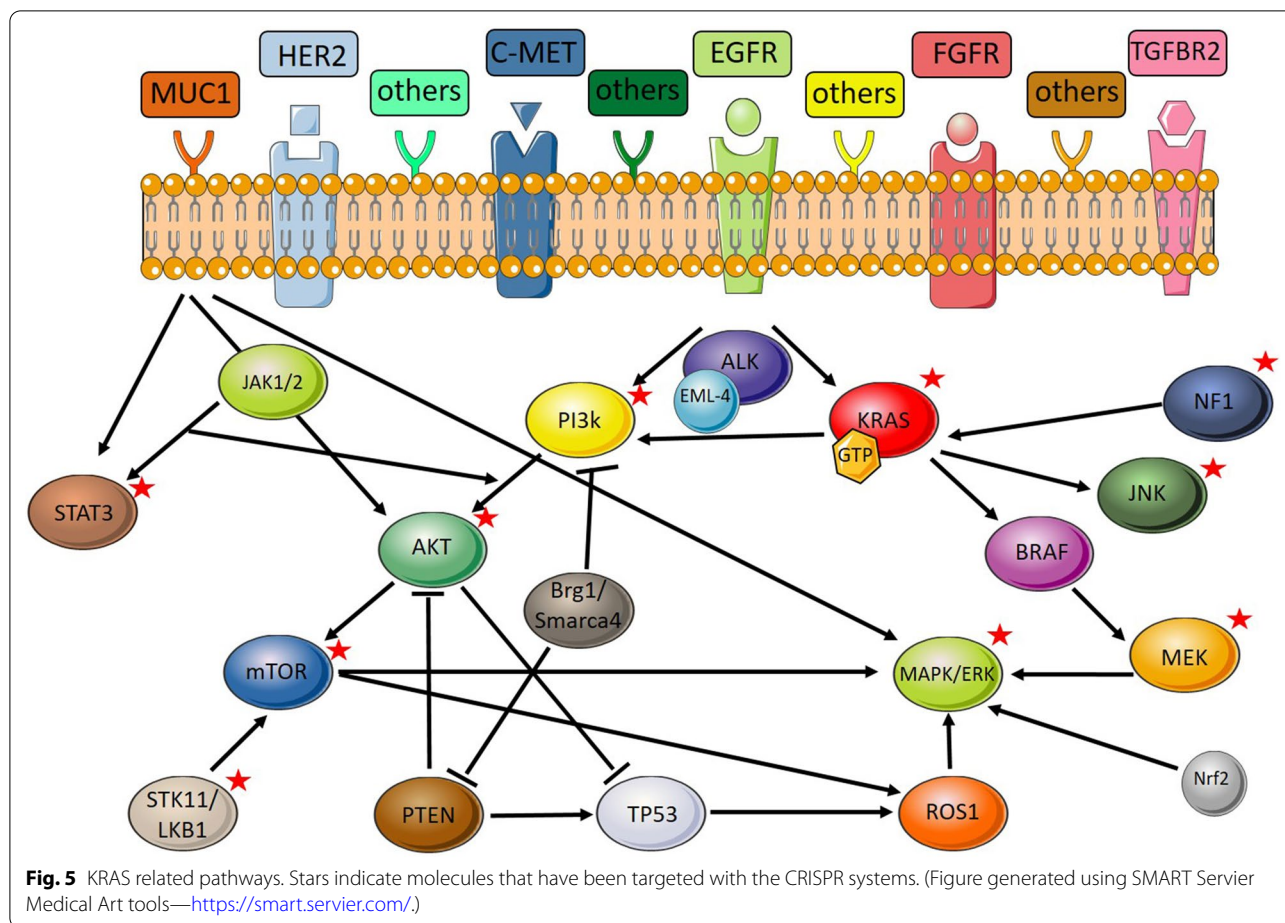 MUC1
HER2
others
C-MET
others
EGFR
others
FGFR
others
TGFBR2
JAK1/2
STAT3
PI3k
ALK
EML-4
KRAS
GTP
NF1
JNK
BRAF
AKT
Brg1/
Smarca4
mTOR
MAPK/ERK
MEK
STK11/
LKB1
PTEN
TP53
ROS1
Nrf2
Fig. 5 KRAS related pathways. Stars indicate molecules that have been targeted with the CRISPR systems. (Figure generated using SMART Servier
Medical Art tools—https://smart.servier.com/.)